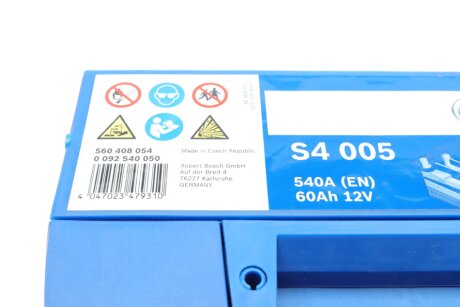 560 408 054
0 092 S40 050
4 047023 479310
Made in Czech Republic
Robert Bosch GmbH
Auf der Breit 4
76227 Karlsruhe
GERMANY
S4 005
540A (EN)
60Ah 12V